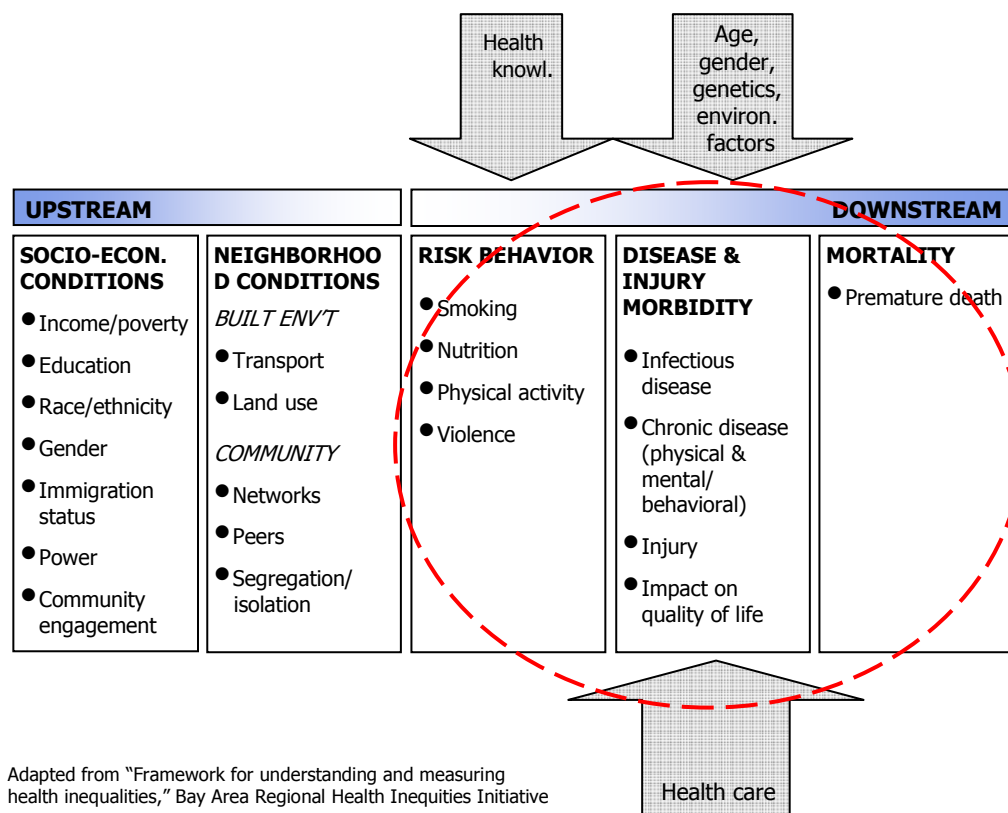 Health
knowl.
Age,
gender,
genetics,
environ.
factors
UPSTREAM
DOWNSTREAM
SOCIO-ECON.
CONDITIONS
● Income/poverty
● Education
● Race/ethnicity
● Gender
● Immigration
status
● Power
● Community
engagement
NEIGHBORHOO
D CONDITIONS
BUILT ENV'T
● Transport
● Land use
COMMUNITY
● Networks
● Peers
● Segregation/
isolation
RISK BEHAVIOR
● Smoking
● Nutrition
● Physical activity
● Violence
DISEASE &
INJURY
MORBIDITY
● Infectious
disease
● Chronic disease
(physical &
mental/
behavioral)
● Injury
● Impact on
quality of life
MORTALITY
● Premature death
Health care
Adapted from “Framework for understanding and measuring
health inequalities,” Bay Area Regional Health Inequities Initiative